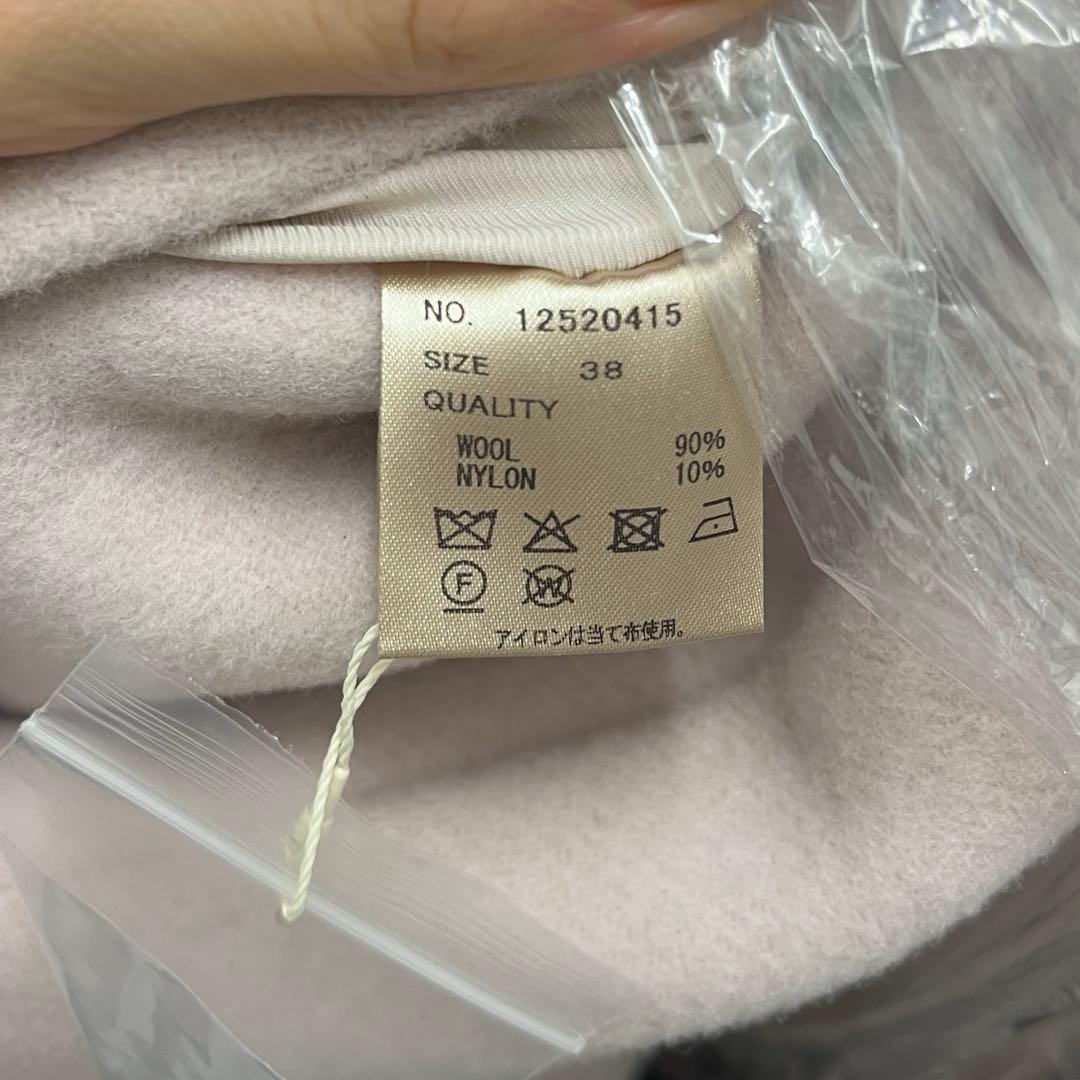 NO. 12520415
SIZE 38
QUALITY
WOOL 90%
NYLON 10%
F W
アイロンは当て布使用。